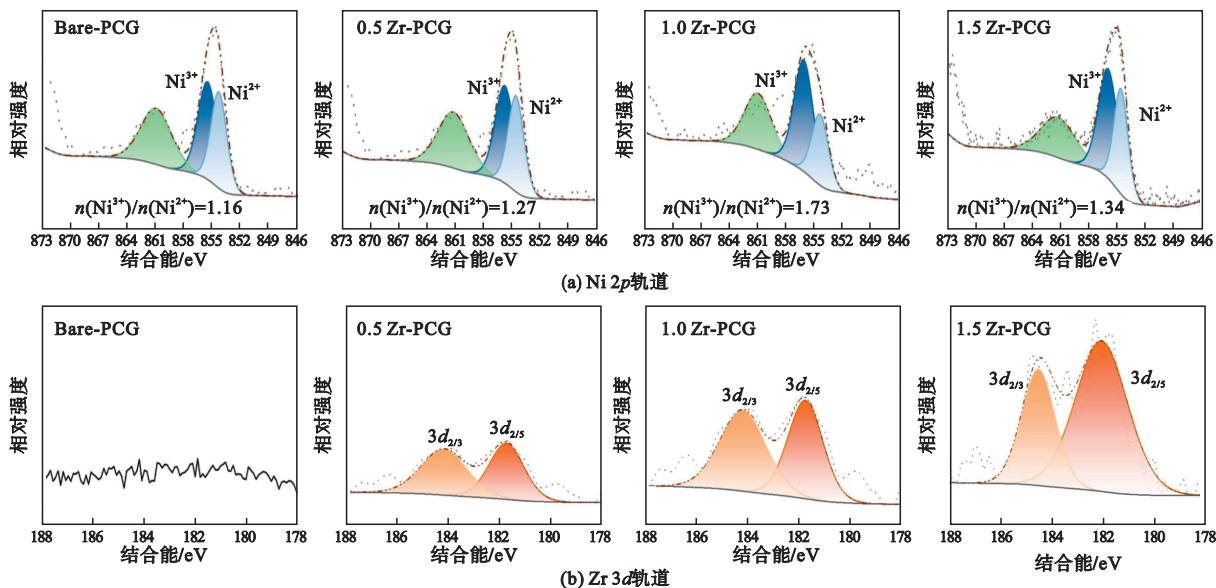 Bare-PCG
0.5 Zr-PCG
1.0 Zr-PCG
1.5 Zr-PCG
相对强度
Ni³⁺
Ni²⁺
相对强度
Ni³⁺
Ni²⁺
相对强度
Ni³⁺
Ni²⁺
相对强度
Ni³⁺
Ni²⁺
n(Ni³⁺)/n(Ni²⁺)=1.16
n(Ni³⁺)/n(Ni²⁺)=1.27
n(Ni³⁺)/n(Ni²⁺)=1.73
n(Ni³⁺)/n(Ni²⁺)=1.34
873 870 867 864 861 858 855 852 849 846
873 870 867 864 861 858 855 852 849 846
873 870 867 864 861 858 855 852 849 846
873 870 867 864 861 858 855 852 849 846
结合能/eV
结合能/eV
结合能/eV
结合能/eV
(a) Ni 2p轨道
Bare-PCG
0.5 Zr-PCG
1.0 Zr-PCG
1.5 Zr-PCG
相对强度
相对强度
3d₂/₃
3d₂/₅
相对强度
3d₂/₃
3d₂/₅
相对强度
3d₂/₃
3d₂/₅
188 186 184 182 180 178
188 186 184 182 180 178
188 186 184 182 180 178
188 186 184 182 180 178
结合能/eV
结合能/eV
结合能/eV
结合能/eV
(b) Zr 3d轨道